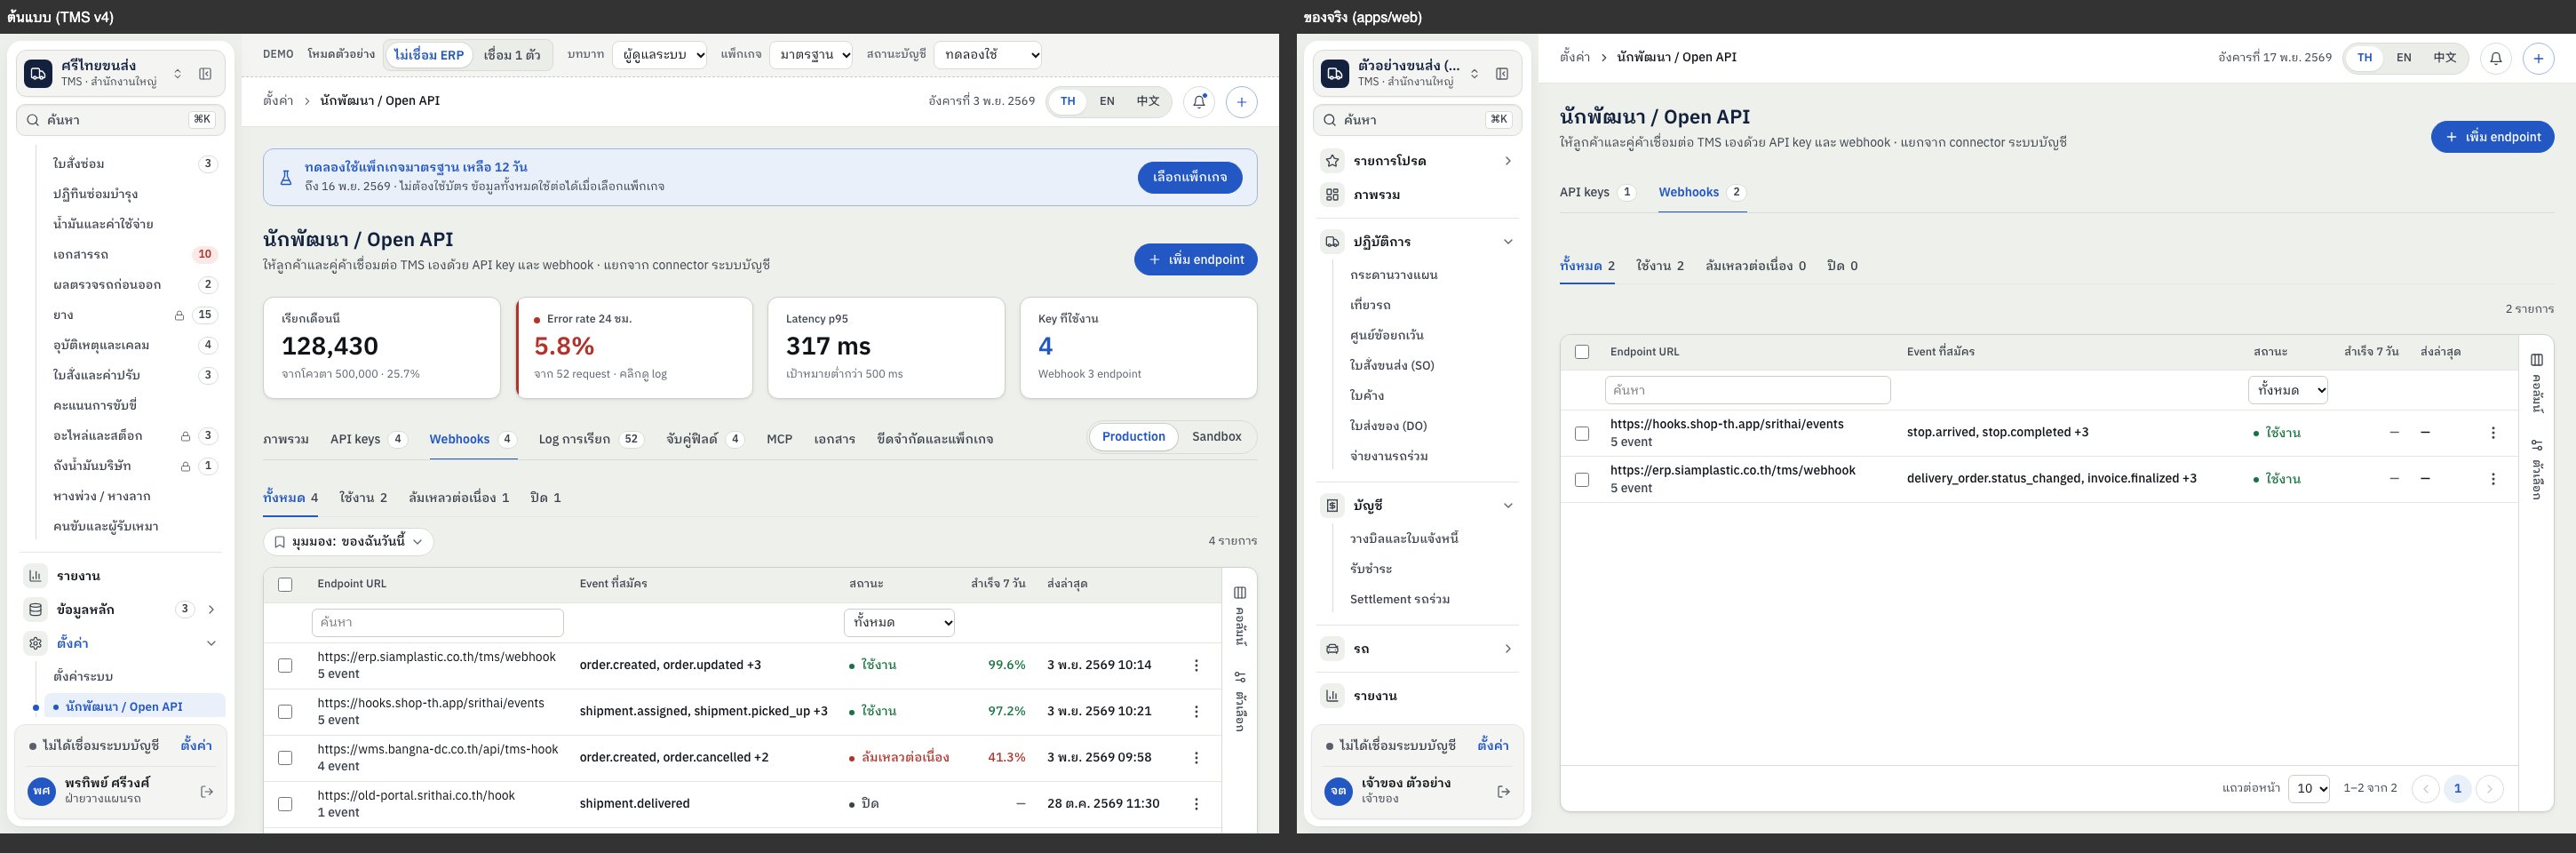 ต้นแบบ (TMS v4)
ศรีไทยขนส่ง
TMS · สำนักงานใหญ่
ค้นหา ⌘K
ใบสั่งซ่อม 3
ปฏิทินซ่อมบำรุง
น้ำมันและค่าใช้จ่าย
เอกสารรถ 10
ผลตรวจรถก่อนออก 2
ยาง 15
อุบัติเหตุและเคลม 4
ใบสั่งและค่าปรับ 3
คะแนนการขับขี่
อะไหล่และสต็อก 3
ถังน้ำมันบริษัท 1
หางพ่วง / หางลาก
คนขับและผู้รับเหมา
รายงาน
ข้อมูลหลัก 3
ตั้งค่า
ตั้งค่าระบบ
นักพัฒนา / Open API
ไม่ได้เชื่อมระบบบัญชี ตั้งค่า
พศ
พรทิพย์ ศรีวงศ์
ฝ่ายวางแผนรถ
DEMO โหมดตัวอย่าง ไม่เชื่อม ERP เชื่อม 1 ตัว บทบาท ผู้ดูแลระบบ แพ็กเกจ มาตรฐาน สถานะบัญชี ทดลองใช้
ตั้งค่า นักพัฒนา / Open API อังคารที่ 3 พ.ย. 2569 TH EN 中文
ทดลองใช้แพ็กเกจมาตรฐาน เหลือ 12 วัน
ถึง 16 พ.ย. 2569 · ไม่ต้องใช้บัตร ข้อมูลทั้งหมดใช้ต่อได้เมื่อเลือกแพ็กเกจ
เลือกแพ็กเกจ
นักพัฒนา / Open API
ให้ลูกค้าและคู่ค้าเชื่อมต่อ TMS เองด้วย API key และ webhook · แยกจาก connector ระบบบัญชี
เพิ่ม endpoint
เรียกเดือนนี้
128,430
จากโควตา 500,000 · 25.7%
Error rate 24 ชม.
5.8%
จาก 52 request · คลิกดู log
Latency p95
317 ms
เป้าหมายต่ำกว่า 500 ms
Key ที่ใช้งาน
4
Webhook 3 endpoint
ภาพรวม API keys 4 Webhooks 4 Log การเรียก 52 จับคู่ฟิลด์ 4 MCP เอกสาร ขีดจำกัดและแพ็กเกจ Production Sandbox
ทั้งหมด 4 ใช้งาน 2 ล้มเหลวต่อเนื่อง 1 ปิด 1
มุมมอง: ของฉันวันนี้ 4 รายการ
Endpoint URL Event ที่สมัคร สถานะ สำเร็จ 7 วัน ส่งล่าสุด
ค้นหา ทั้งหมด
https://erp.siamplastic.co.th/tms/webhook
5 event
order.created, order.updated +3 ใช้งาน 99.6% 3 พ.ย. 2569 10:14
https://hooks.shop-th.app/srithai/events
5 event
shipment.assigned, shipment.picked_up +3 ใช้งาน 97.2% 3 พ.ย. 2569 10:21
https://wms.bangna-dc.co.th/api/tms-hook
4 event
order.created, order.cancelled +2 ล้มเหลวต่อเนื่อง 41.3% 3 พ.ย. 2569 09:58
https://old-portal.srithai.co.th/hook
1 event
shipment.delivered ปิด — 28 ต.ค. 2569 11:30
คอลัมน์
ตัวเลือก
ของจริง (apps/web)
ตัวอย่างขนส่ง (...
TMS · สำนักงานใหญ่
ค้นหา ⌘K
รายการโปรด
ภาพรวม
ปฏิบัติการ
กระดานวางแผน
เที่ยวรถ
ศูนย์ข้อยกเว้น
ใบสั่งขนส่ง (SO)
ใบค้าง
ใบส่งของ (DO)
จ่ายงานรถร่วม
บัญชี
วางบิลและใบแจ้งหนี้
รับชำระ
Settlement รถร่วม
รถ
รายงาน
ไม่ได้เชื่อมระบบบัญชี ตั้งค่า
จต
เจ้าของ ตัวอย่าง
เจ้าของ
ตั้งค่า นักพัฒนา / Open API อังคารที่ 17 พ.ย. 2569 TH EN 中文
นักพัฒนา / Open API
ให้ลูกค้าและคู่ค้าเชื่อมต่อ TMS เองด้วย API key และ webhook · แยกจาก connector ระบบบัญชี
เพิ่ม endpoint
API keys 1 Webhooks 2
ทั้งหมด 2 ใช้งาน 2 ล้มเหลวต่อเนื่อง 0 ปิด 0
2 รายการ
Endpoint URL Event ที่สมัคร สถานะ สำเร็จ 7 วัน ส่งล่าสุด
ค้นหา ทั้งหมด
https://hooks.shop-th.app/srithai/events
5 event
stop.arrived, stop.completed +3 ใช้งาน — —
https://erp.siamplastic.co.th/tms/webhook
5 event
delivery_order.status_changed, invoice.finalized +3 ใช้งาน — —
คอลัมน์
ตัวเลือก
แถวต่อหน้า 10 1–2 จาก 2 1